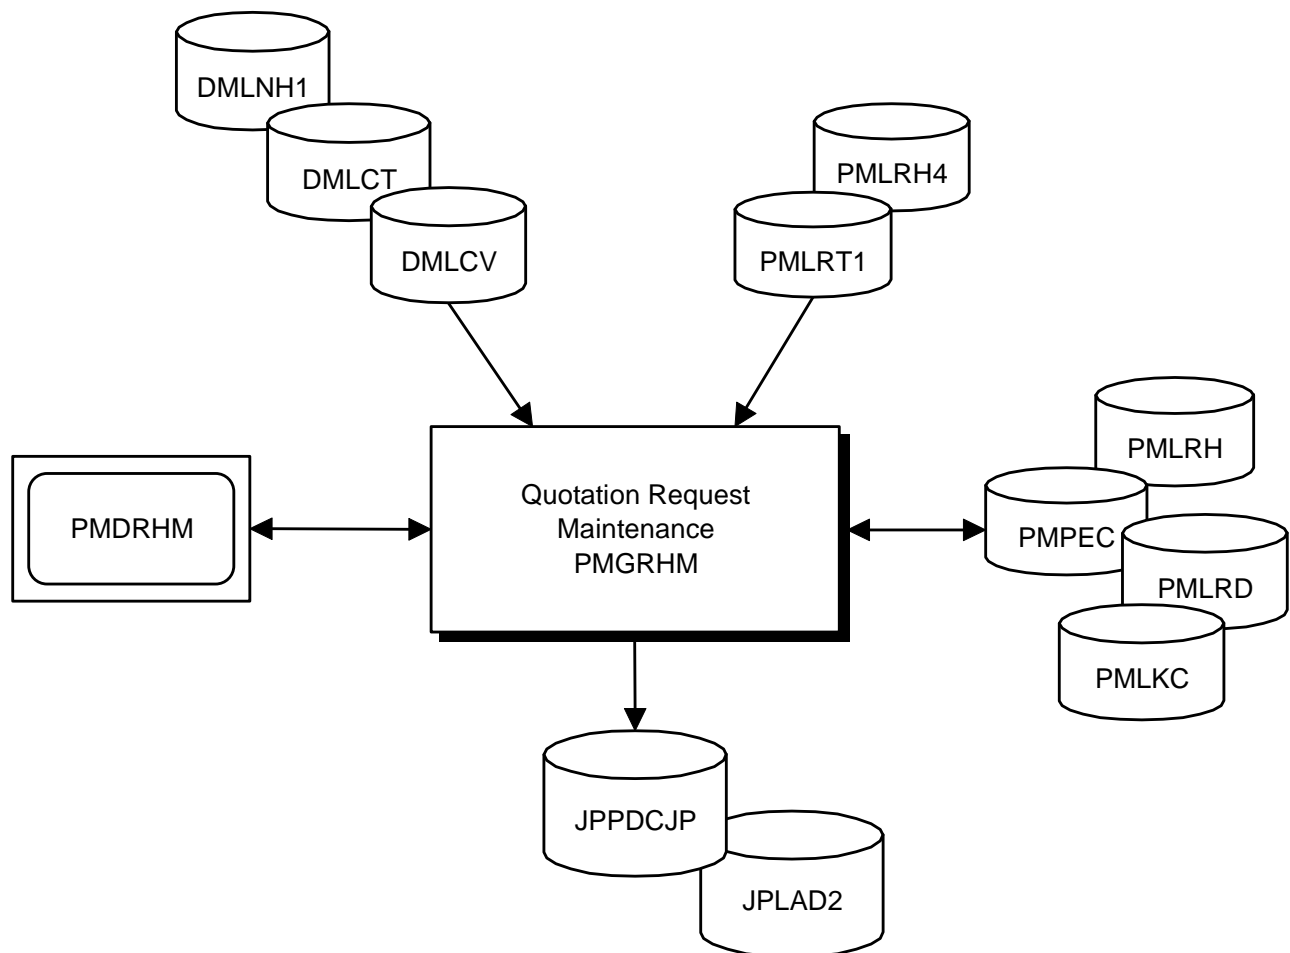 DMLNH1
DMLCT
DMLCV
PMLRH4
PMLRT1
PMDRHM
Quotation Request
Maintenance
PMGRHM
PMLRH
PMPEC
PMLRD
PMLKC
JPPDCJP
JPLAD2